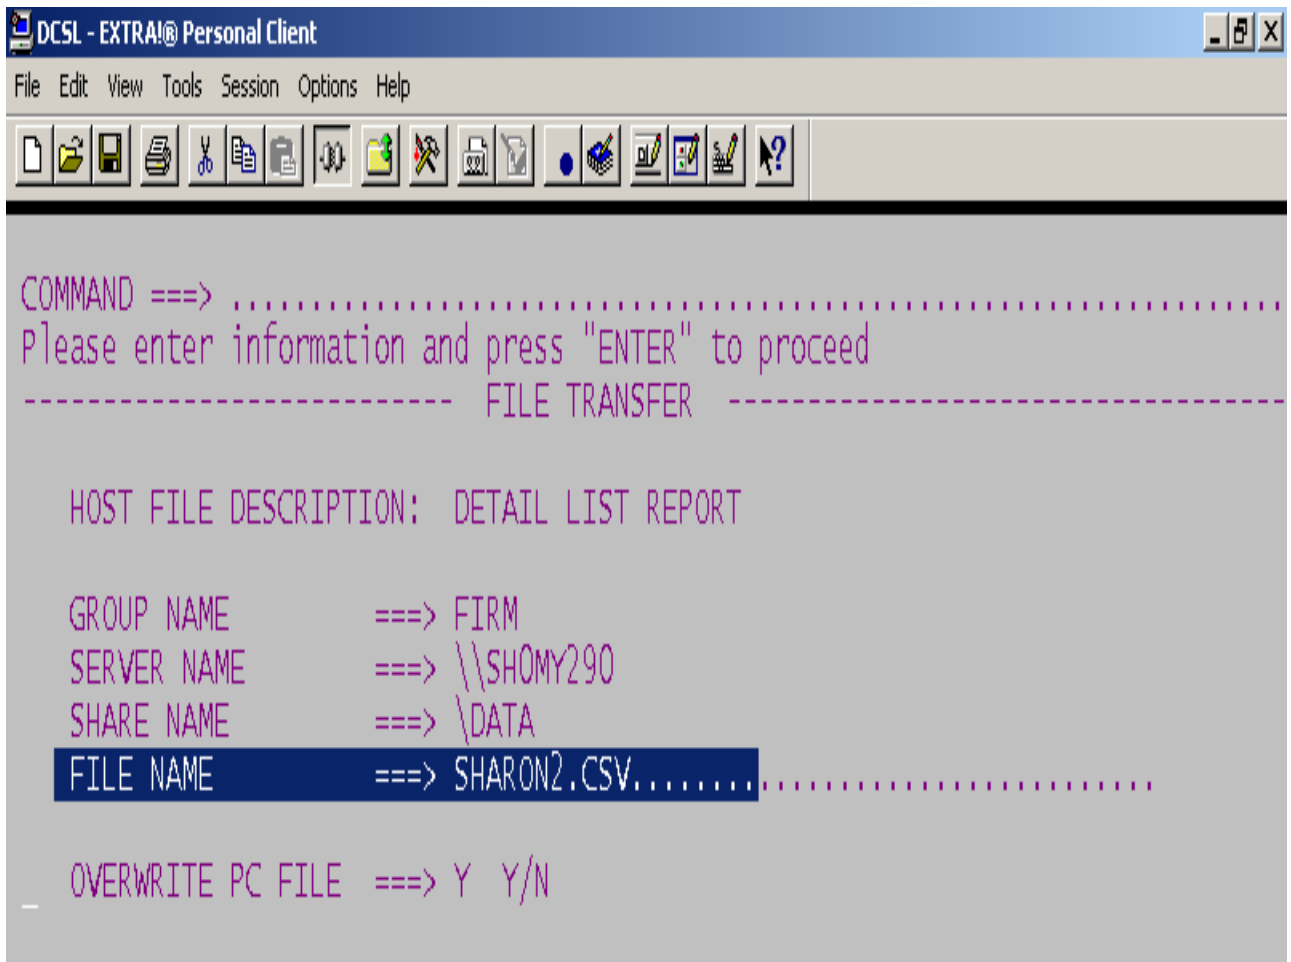 DCSL - EXTRA!® Personal Client
File Edit View Tools Session Options Help
COMMAND ===> ..................................................................
Please enter information and press "ENTER" to proceed
--------------------------- FILE TRANSFER -----------------------------------
HOST FILE DESCRIPTION: DETAIL LIST REPORT
GROUP NAME ===> FIRM
SERVER NAME ===> \\SH0MY290
SHARE NAME ===> \DATA
FILE NAME ===> SHARON2.CSV.................................
OVERWRITE PC FILE ===> Y Y/N